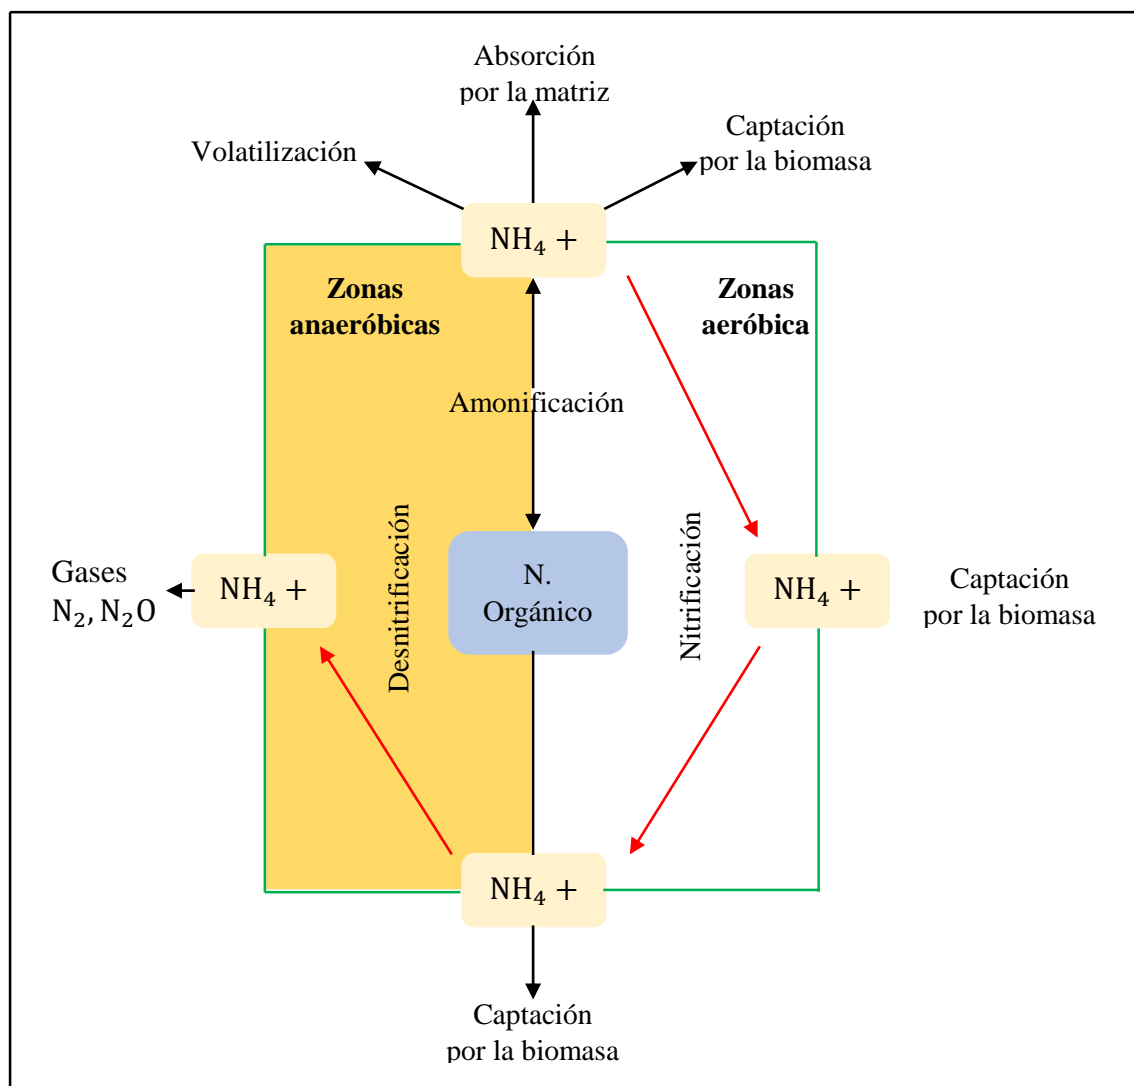 Absorción
por la matriz
Volatilización
Captación
por la biomasa
NH₄ +
Zonas
anaeróbicas
Zonas
aeróbica
Amonificación
Desnitrificación
Nitrificación
Gases
N₂, N₂O
NH₄ +
N.
Orgánico
NH₄ +
Captación
por la biomasa
NH₄ +
Captación
por la biomasa